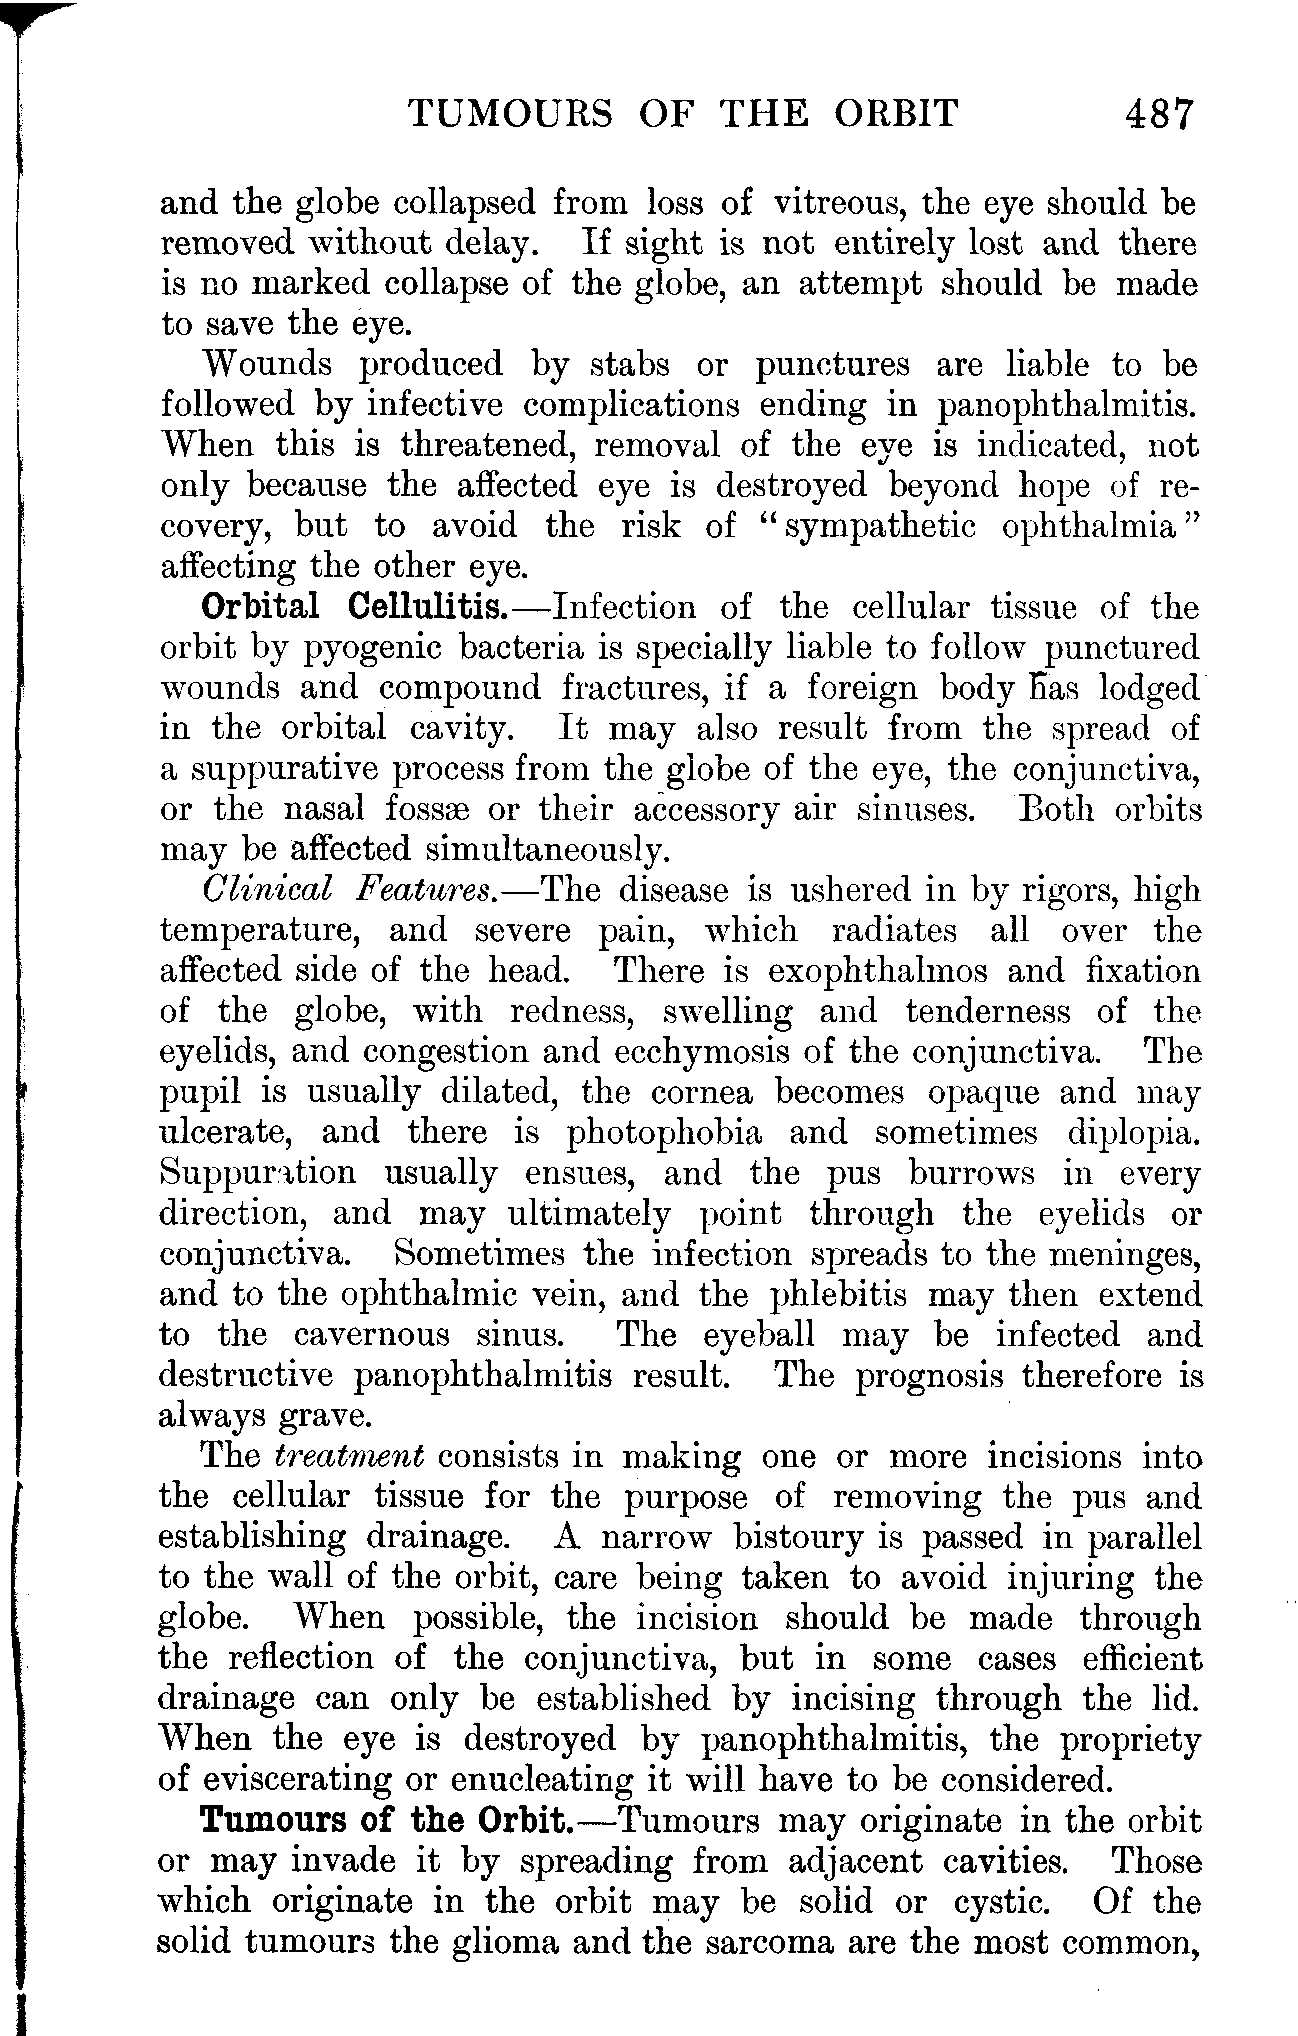 TUMOURS OF THE ORBIT 487
and the globe collapsed from loss of vitreous, the eye should be
removed without delay. If sight is not entirely lost and there
is no marked collapse of the globe, an attempt should be made
to save the eye.
Wounds produced by stabs or punctures are liable to be
followed by infective complications ending in panophthalmitis.
When this is threatened, removal of the eye is indicated, not
only because the affected eye is destroyed beyond hope of re-
covery, but to avoid the risk of “sympathetic ophthalmia”
affecting the other eye.
Orbital Cellulitis.—Infection of the cellular tissue of the
orbit by pyogenic bacteria is specially liable to follow punctured
wounds and compound fractures, if a foreign body has lodged
in the orbital cavity. It may also result from the spread of
a suppurative process from the globe of the eye, the conjunctiva,
or the nasal fossæ or their accessory air sinuses. Both orbits
may be affected simultaneously.
Clinical Features.—The disease is ushered in by rigors, high
temperature, and severe pain, which radiates all over the
affected side of the head. There is exophthalmos and fixation
of the globe, with redness, swelling and tenderness of the
eyelids, and congestion and ecchymosis of the conjunctiva. The
pupil is usually dilated, the cornea becomes opaque and may
ulcerate, and there is photophobia and sometimes diplopia.
Suppuration usually ensues, and the pus burrows in every
direction, and may ultimately point through the eyelids or
conjunctiva. Sometimes the infection spreads to the meninges,
and to the ophthalmic vein, and the phlebitis may then extend
to the cavernous sinus. The eyeball may be infected and
destructive panophthalmitis result. The prognosis therefore is
always grave.
The treatment consists in making one or more incisions into
the cellular tissue for the purpose of removing the pus and
establishing drainage. A narrow bistoury is passed in parallel
to the wall of the orbit, care being taken to avoid injuring the
globe. When possible, the incision should be made through
the reflection of the conjunctiva, but in some cases efficient
drainage can only be established by incising through the lid.
When the eye is destroyed by panophthalmitis, the propriety
of eviscerating or enucleating it will have to be considered.
Tumours of the Orbit.—Tumours may originate in the orbit
or may invade it by spreading from adjacent cavities. Those
which originate in the orbit may be solid or cystic. Of the
solid tumours the glioma and the sarcoma are the most common,